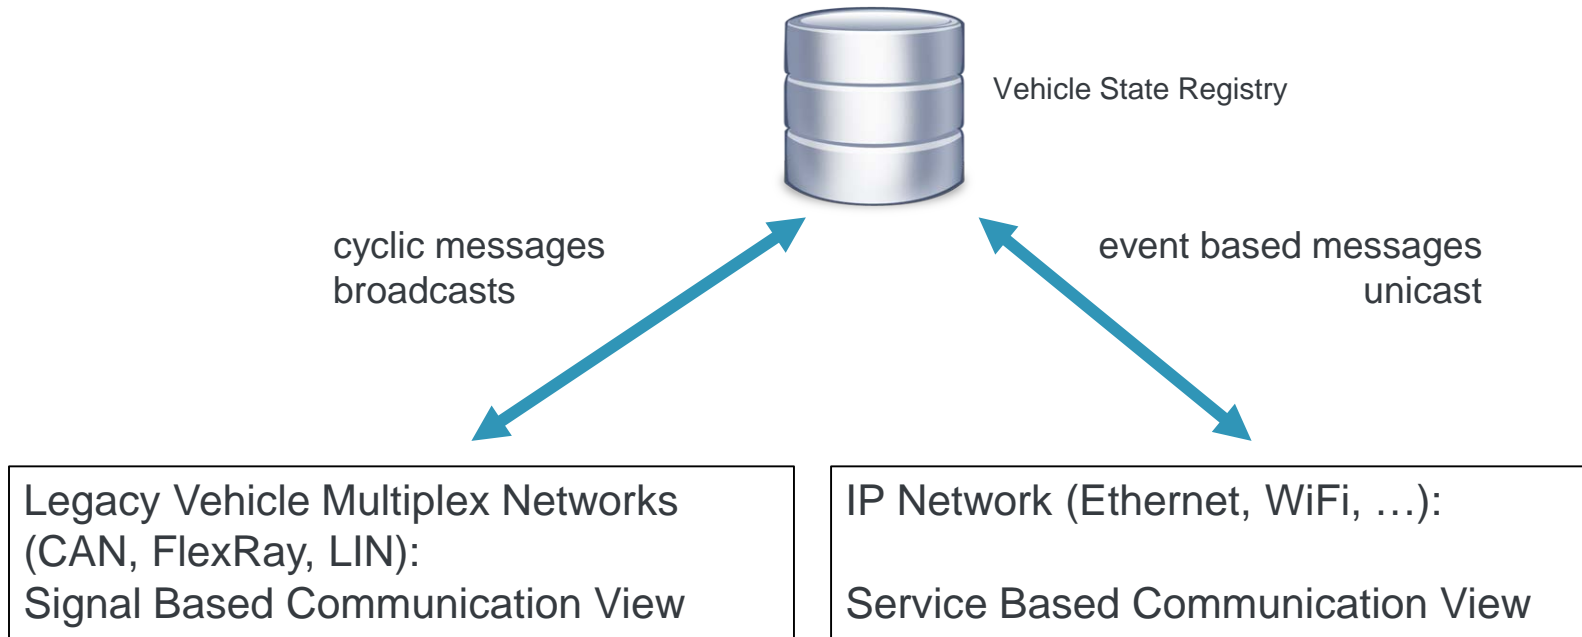 Vehicle State Registry
cyclic messages
broadcasts
event based messages
unicast
Legacy Vehicle Multiplex Networks
(CAN, FlexRay, LIN):
Signal Based Communication View
IP Network (Ethernet, WiFi, …):
Service Based Communication View